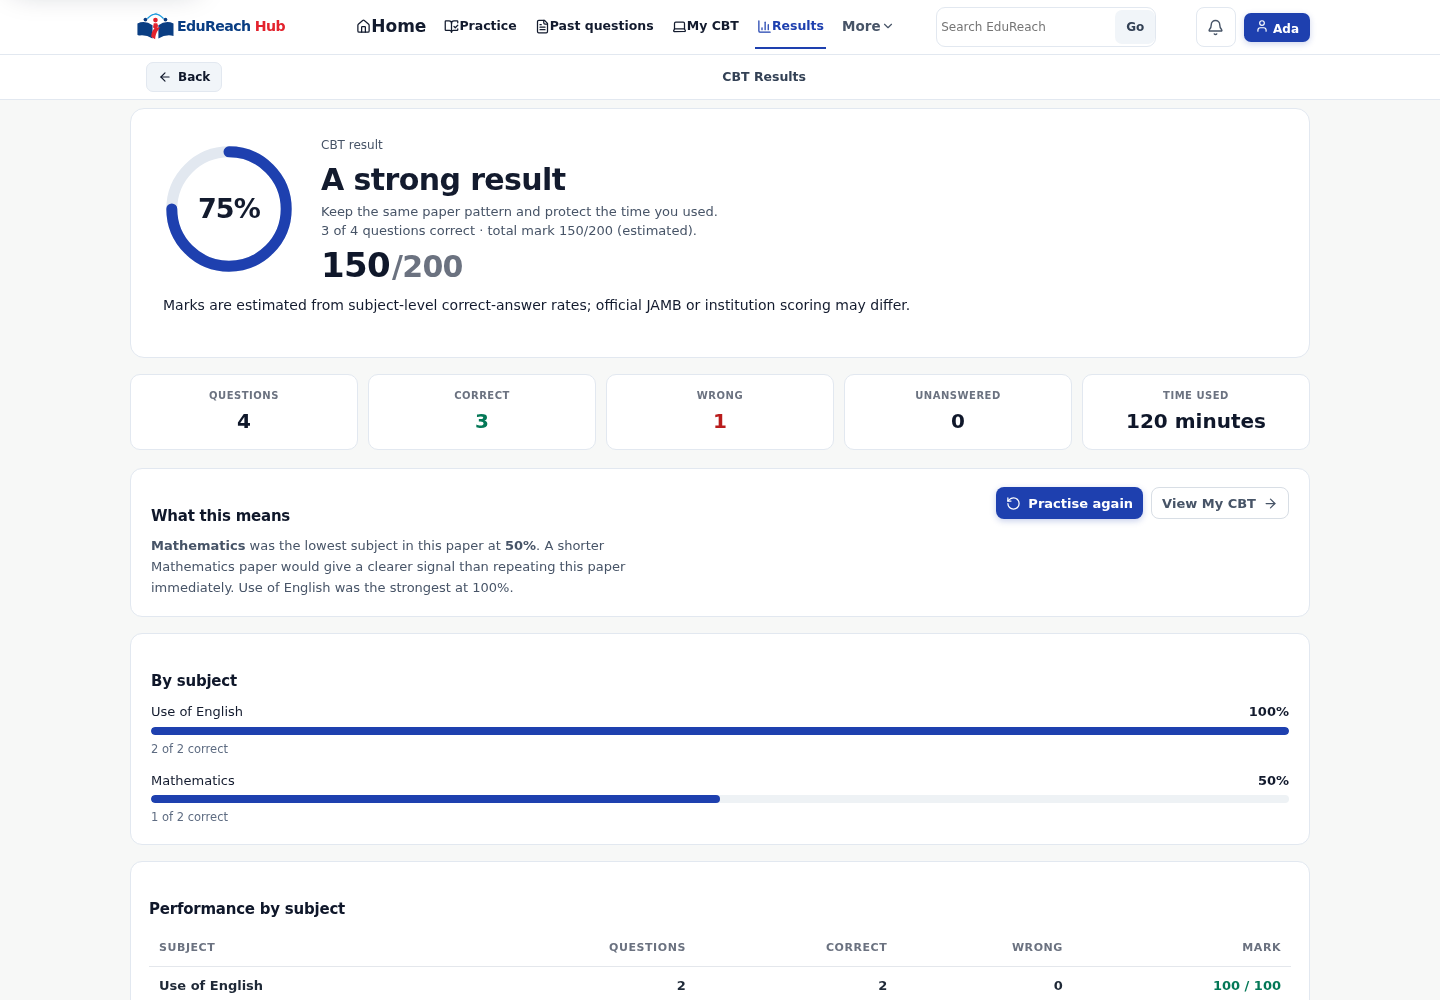 EduReach Hub
Home
Practice
Past questions
My CBT
Results
More
Search EduReach
Go
Ada
Back
CBT Results
75%
CBT result
A strong result
Keep the same paper pattern and protect the time you used.
3 of 4 questions correct · total mark 150/200 (estimated).
150/200
Marks are estimated from subject-level correct-answer rates; official JAMB or institution scoring may differ.
QUESTIONS
4
CORRECT
3
WRONG
1
UNANSWERED
0
TIME USED
120 minutes
What this means
Practise again
View My CBT
Mathematics was the lowest subject in this paper at 50%. A shorter
Mathematics paper would give a clearer signal than repeating this paper
immediately. Use of English was the strongest at 100%.
By subject
Use of English 100%
2 of 2 correct
Mathematics 50%
1 of 2 correct
Performance by subject
SUBJECT QUESTIONS CORRECT WRONG MARK
Use of English 2 2 0 100 / 100